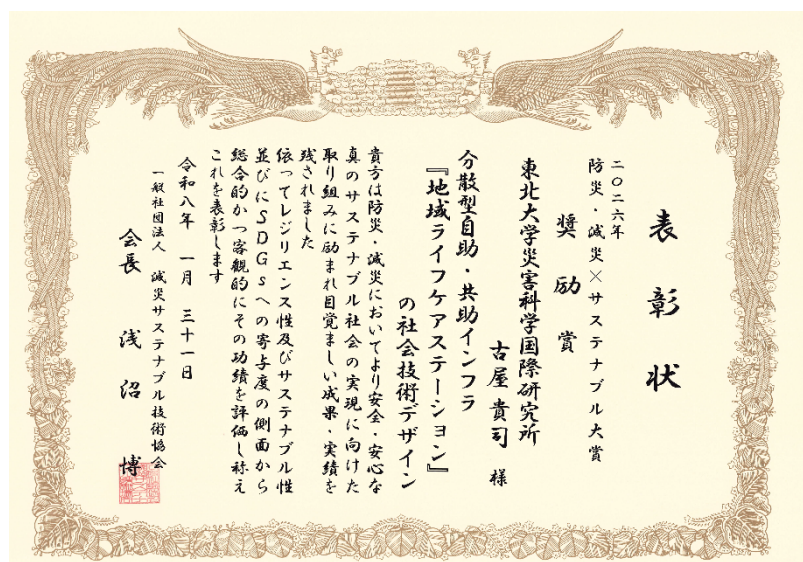 表彰状
二〇二六年
防災・減災×サステナブル大賞
奨励賞
東北大学災害科学国際研究所
古屋貴司 様
分散型自助・共助インフラ
『地域ライフケアステーション』
の社会技術デザイン
貴方は防災・減災においてより安全・安心な
真のサステナブル社会の実現に向けた
取り組みに励まれ目覚ましい成果・実績を
残されました
依ってレジリエンス性及びサステナブル性
並びにSDGsへの寄与度の側面から
総合的かつ客観的にその功績を評価し称え
これを表彰します
令和八年 一月 三十一日
一般社団法人 減災サステナブル技術協会
会長 浅沼 博